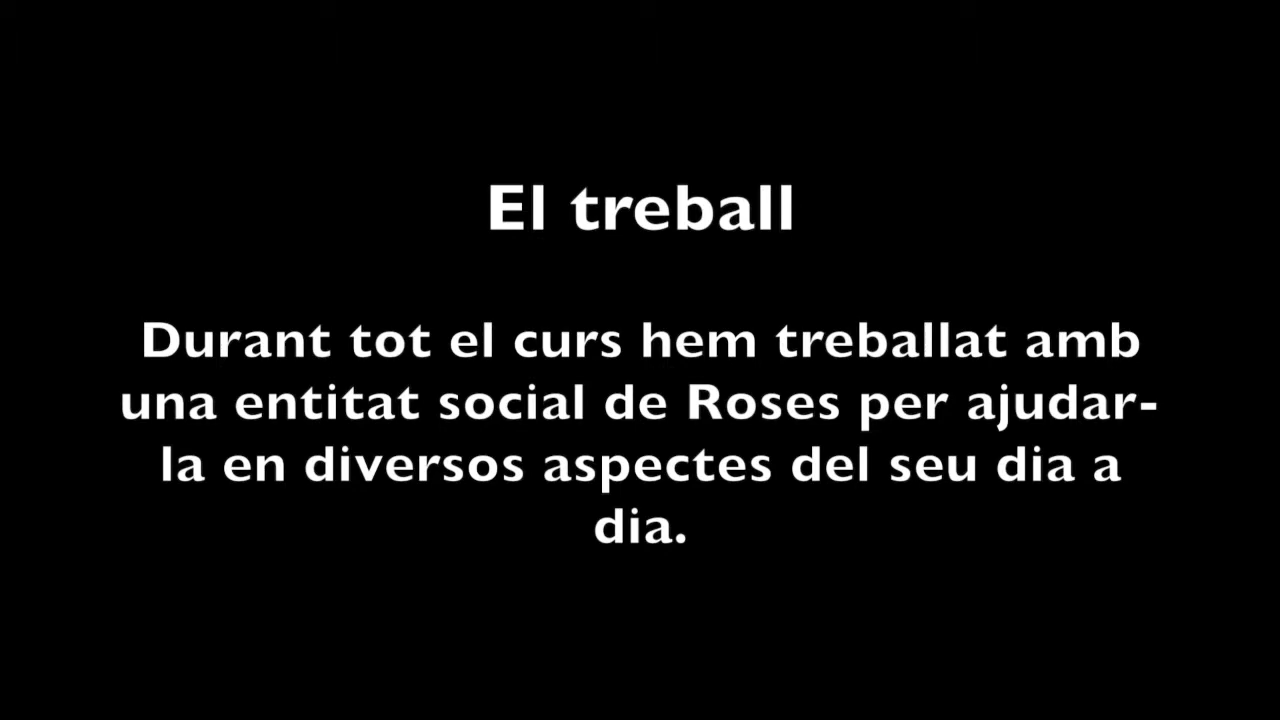 El treball
Durant tot el curs hem treballat amb
una entitat social de Roses per ajudar-
la en diversos aspectes del seu dia a
dia.